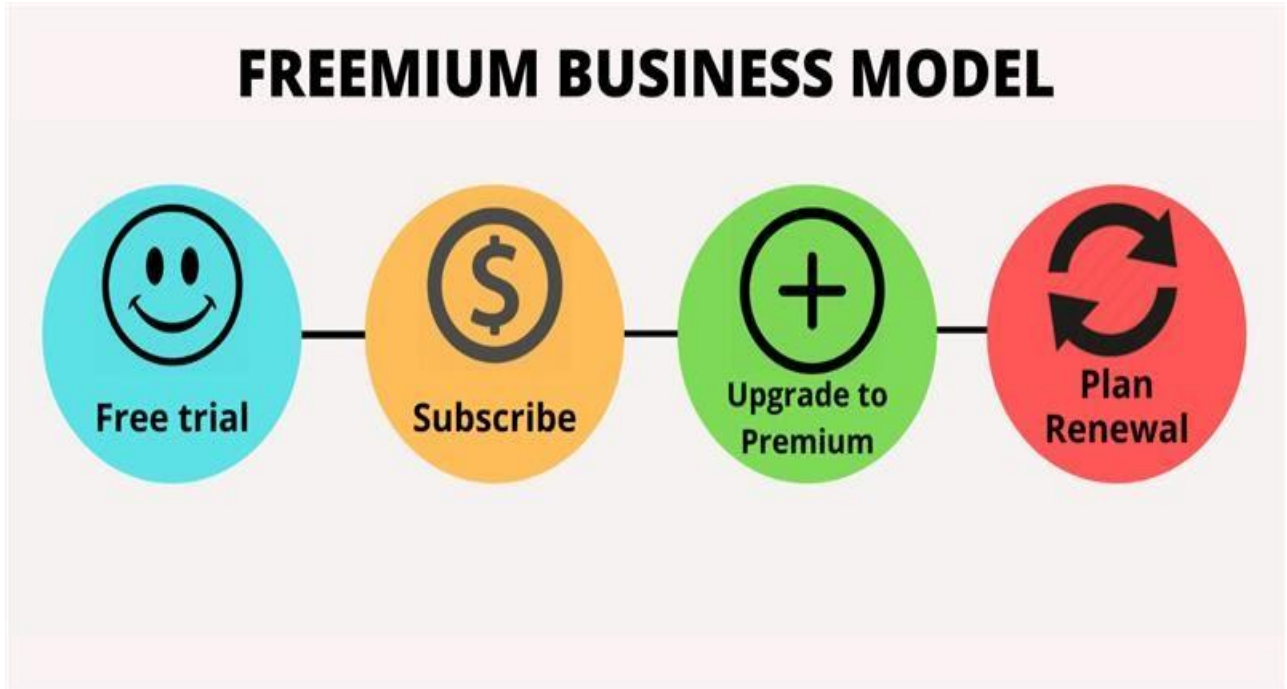 FREEMIUM BUSINESS MODEL
$
Free trial
Subscribe
Upgrade to
Premium
Plan
Renewal